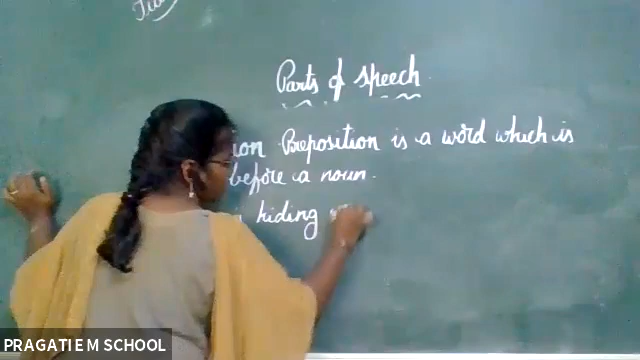 Parts of speech
ion Preposition is a word which is
before a noun.
hiding
PRAGATI E M SCHOOL